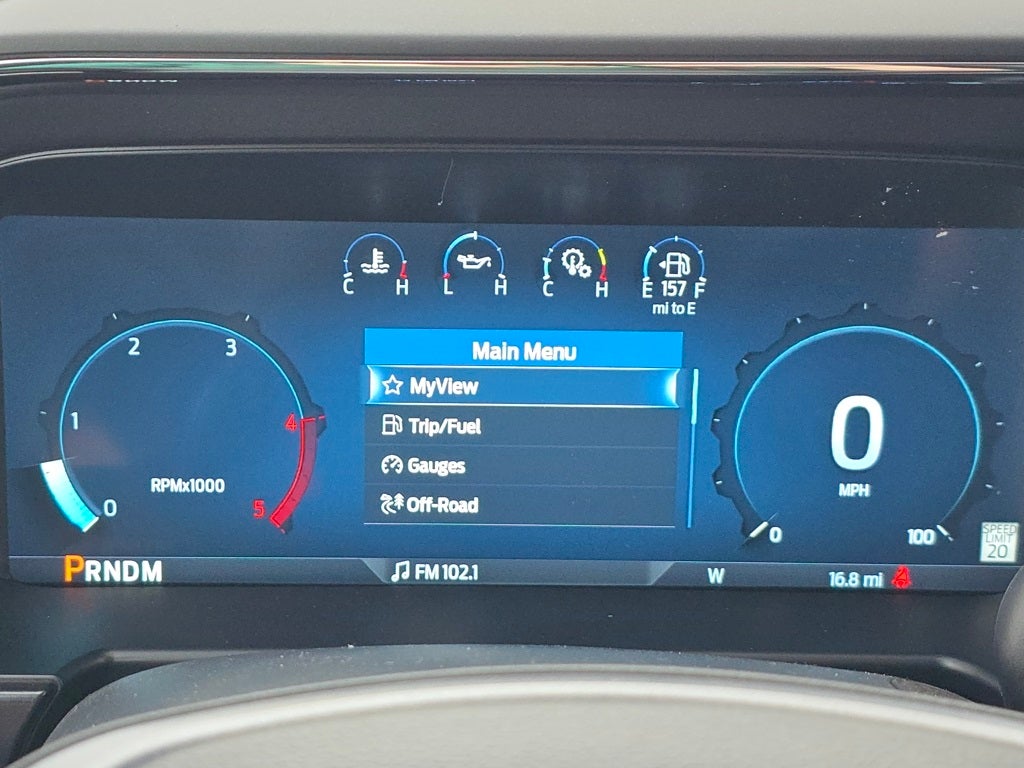 C H
L H
C H
E 157 F
mi to E
Main Menu
MyView
Trip/Fuel
Gauges
Off-Road
0
1
2
3
4
5
RPMx1000
0
MPH
0
100
SPEED
LIMIT
20
PRNDM
FM 102.1
W
16.8 mi